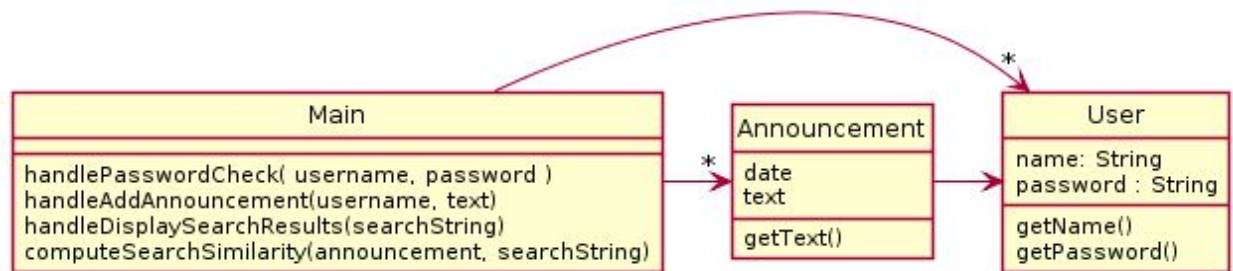 *
Main
handlePasswordCheck( username, password )
handleAddAnnouncement(username, text)
handleDisplaySearchResults(searchString)
computeSearchSimilarity(announcement, searchString)
*
Announcement
date
text
getText()
User
name: String
password : String
getName()
getPassword()